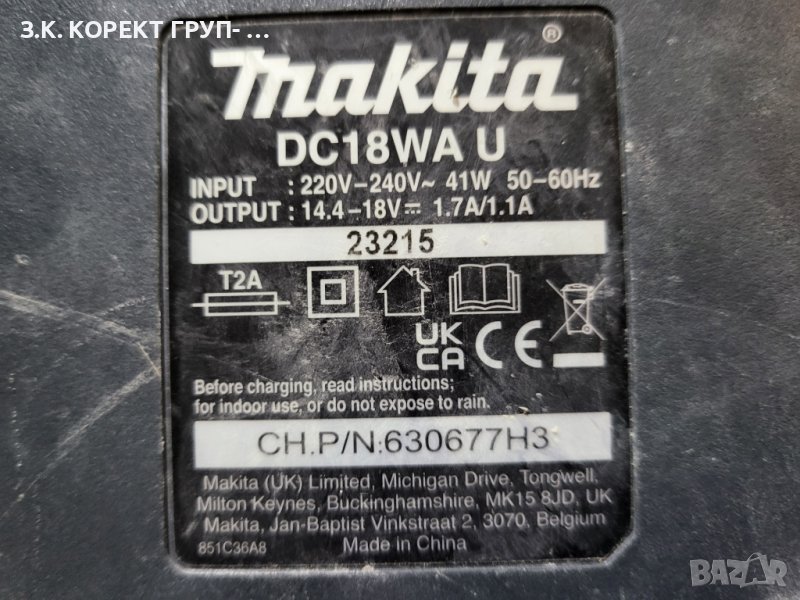 З.К. КОРЕКТ ГРУП- ...
makita ®
DC18WA U
INPUT : 220V–240V~ 41W 50–60Hz
OUTPUT : 14.4–18V⎓ 1.7A/1.1A
23215
T2A
UK
CA CE
Before charging, read instructions;
for indoor use, or do not expose to rain.
CH.P/N:630677H3
Makita (UK) Limited, Michigan Drive, Tongwell,
Milton Keynes, Buckinghamshire, MK15 8JD, UK
Makita, Jan-Baptist Vinkstraat 2, 3070, Belgium
851C36A8 Made in China
BAZAR